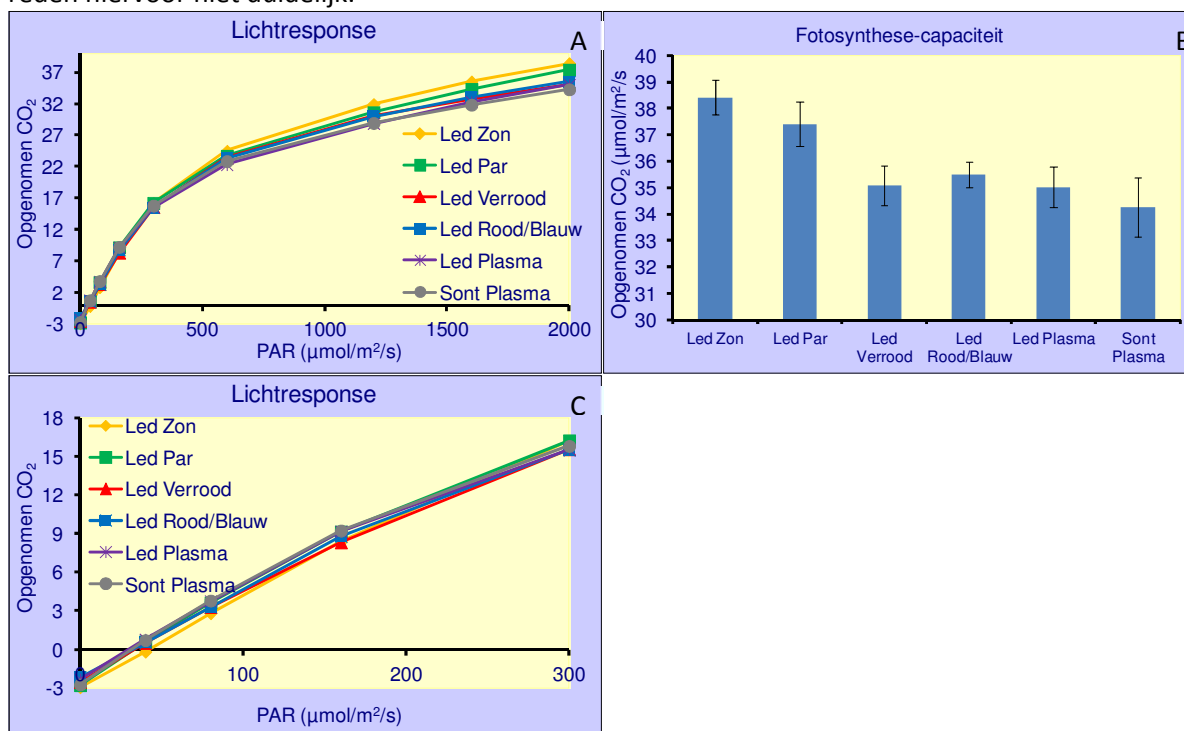 reden hiervoor niet duidelijk.
Lichtresponse
A
Opgenomen CO₂
37
32
27
22
17
12
7
2
-3
Led Zon
Led Par
Led Verrood
Led Rood/Blauw
Led Plasma
Sont Plasma
0 500 1000 1500 2000
PAR (µmol/m²/s)
Fotosynthese-capaciteit
B
Opgenomen CO₂ (µmol/m²/s)
40
39
38
37
36
35
34
33
32
31
30
Led Zon Led Par Led Led Led Plasma Sont
Verrood Rood/Blauw Plasma
Lichtresponse
C
Opgenomen CO₂
18
15
12
9
6
3
0
-3
Led Zon
Led Par
Led Verrood
Led Rood/Blauw
Led Plasma
Sont Plasma
0 100 200 300
PAR (µmol/m²/s)